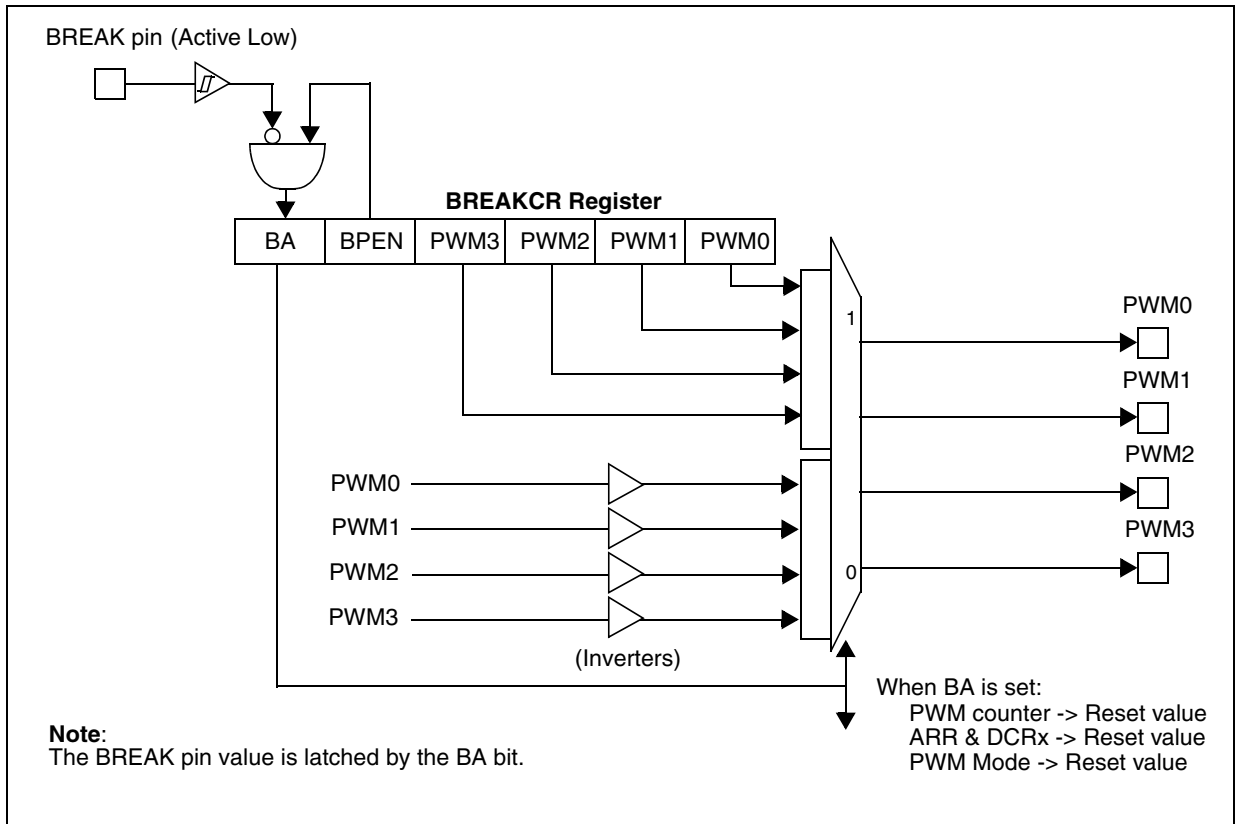 BREAK pin (Active Low)
BREAKCR Register
BA BPEN PWM3 PWM2 PWM1 PWM0
1
PWM0
PWM1
PWM2
PWM3
PWM0
PWM1
PWM2
PWM3
0
(Inverters)
When BA is set:
PWM counter -> Reset value
ARR & DCRx -> Reset value
PWM Mode -> Reset value
Note:
The BREAK pin value is latched by the BA bit.